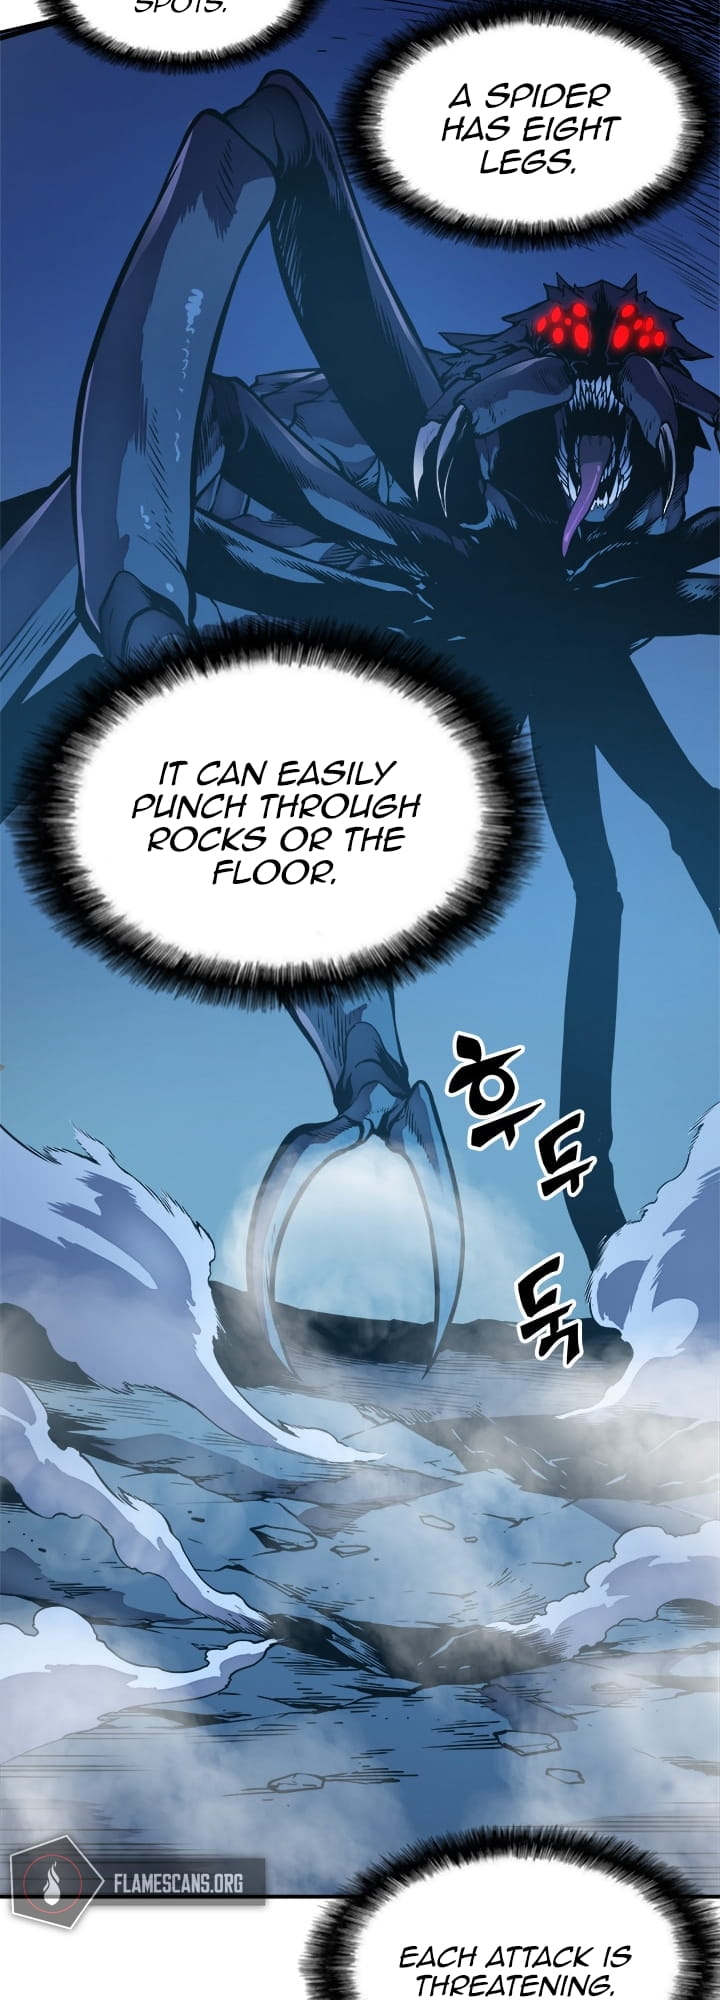 SPOTS.
A SPIDER
HAS EIGHT
LEGS.
IT CAN EASILY
PUNCH THROUGH
ROCKS OR THE
FLOOR.
후
두
둑
FLAMESCANS.ORG
EACH ATTACK IS
THREATENING.